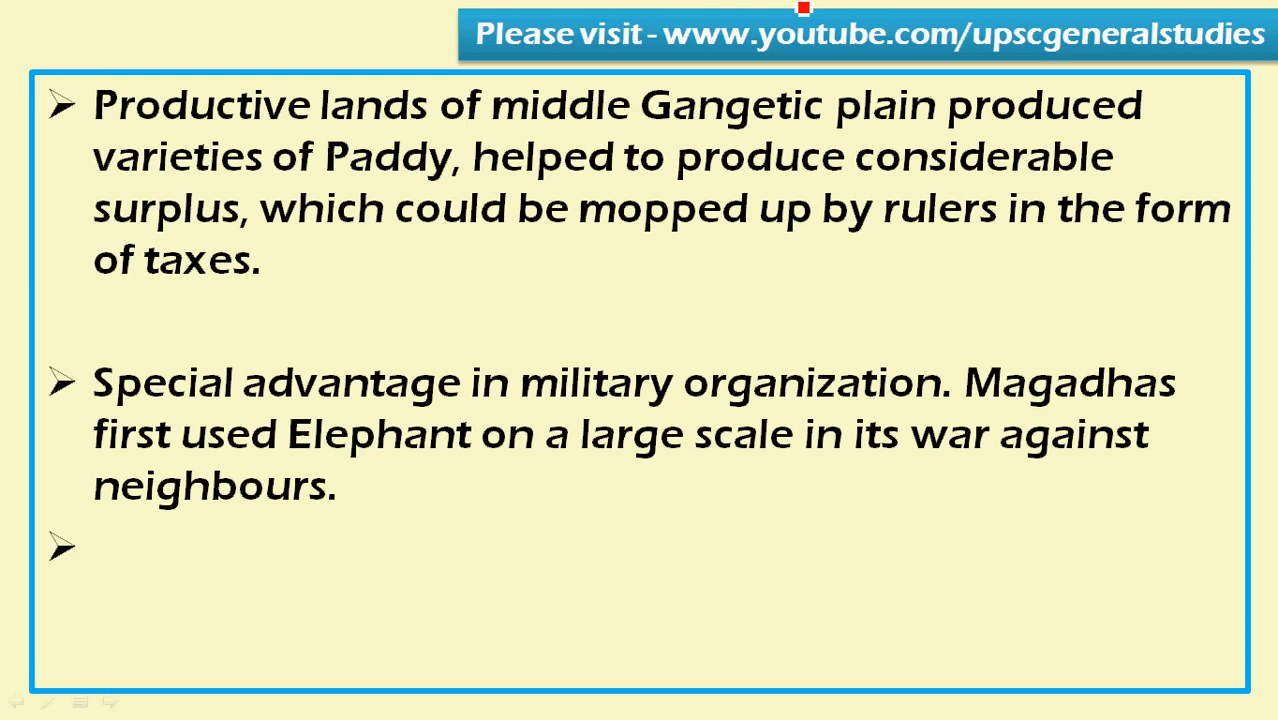 Please visit - www.youtube.com/upscgeneralstudies
➢ Productive lands of middle Gangetic plain produced
varieties of Paddy, helped to produce considerable
surplus, which could be mopped up by rulers in the form
of taxes.
➢ Special advantage in military organization. Magadhas
first used Elephant on a large scale in its war against
neighbours.
➢